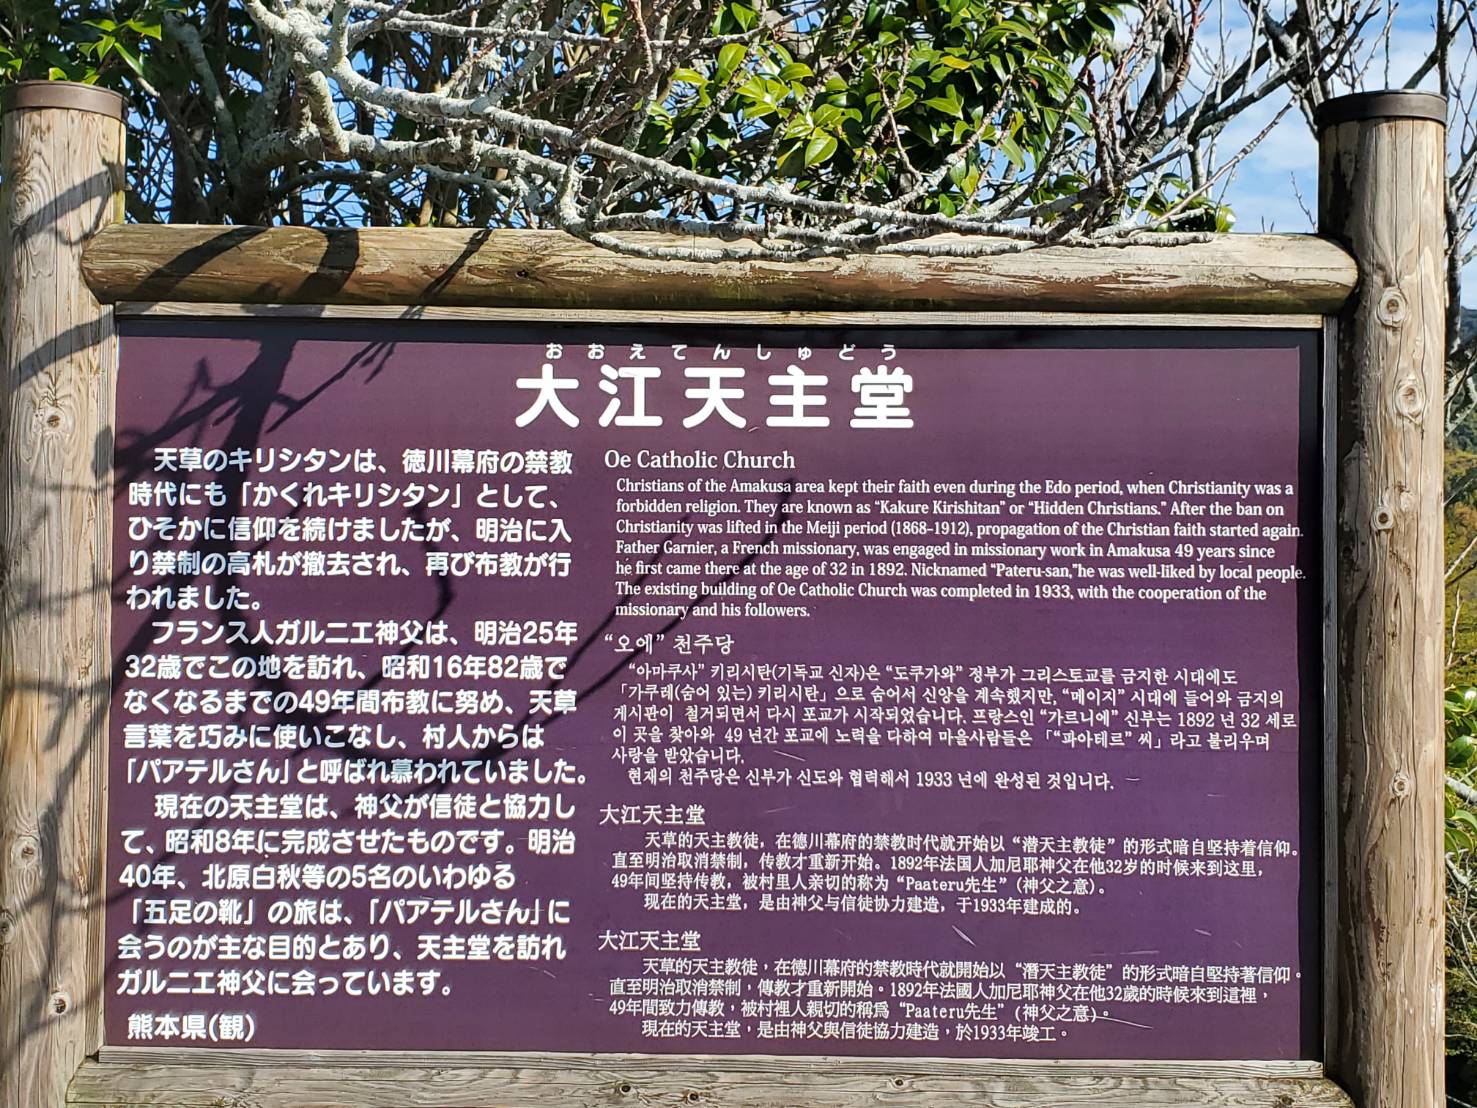 おおえてんしゅどう
大江天主堂
天草のキリシタンは、徳川幕府の禁教
時代にも「かくれキリシタン」として、
ひそかに信仰を続けましたが、明治に入
り禁制の高札が撤去され、再び布教が行
われました。
フランス人ガルニエ神父は、明治25年
32歳でこの地を訪れ、昭和16年82歳で
なくなるまでの49年間布教に努め、天草
言葉を巧みに使いこなし、村人からは
「パアテルさん」と呼ばれ慕われていました。
現在の天主堂は、神父が信徒と協力し
て、昭和8年に完成させたものです。明治
40年、北原白秋等の5名のいわゆる
「五足の靴」の旅は、「パアテルさん」に
会うのが主な目的とあり、天主堂を訪れ
ガルニエ神父に会っています。
熊本県(観)
Oe Catholic Church
Christians of the Amakusa area kept their faith even during the Edo period, when Christianity was a
forbidden religion. They are known as “Kakure Kirishitan” or “Hidden Christians.” After the ban on
Christianity was lifted in the Meiji period (1868-1912), propagation of the Christian faith started again.
Father Garnier, a French missionary, was engaged in missionary work in Amakusa 49 years since
he first came there at the age of 32 in 1892. Nicknamed “Pateru-san,”he was well-liked by local people.
The existing building of Oe Catholic Church was completed in 1933, with the cooperation of the
missionary and his followers.
“오에” 천주당
“아마쿠사” 키리시탄(기독교 신자)은 “도쿠가와” 정부가 그리스토교를 금지한 시대에도
「가쿠레(숨어 있는) 키리시탄」으로 숨어서 신앙을 계속했지만, “메이지” 시대에 들어와 금지의
게시판이 철거되면서 다시 포교가 시작되었습니다. 프랑스인 “가르니에” 신부는 1892 년 32 세로
이 곳을 찾아와 49 년간 포교에 노력을 다하여 마을사람들은 「“파아테르” 씨」라고 불리우며
사랑을 받았습니다.
현재의 천주당은 신부가 신도와 협력해서 1933 년에 완성된 것입니다.
大江天主堂
天草的天主教徒，在德川幕府的禁教时代就开始以“潜天主教徒”的形式暗自坚持着信仰。
直至明治取消禁制，传教才重新开始。1892年法国人加尼耶神父在他32岁的时候来到这里，
49年间坚持传教，被村里人亲切的称为“Paateru先生”(神父之意)。
现在的天主堂，是由神父与信徒协力建造，于1933年建成的。
大江天主堂
天草的天主教徒，在德川幕府的禁教時代就開始以“潛天主教徒”的形式暗自堅持著信仰。
直至明治取消禁制，傳教才重新開始。1892年法國人加尼耶神父在他32歲的時候來到這裡，
49年間致力傳教，被村裡人親切的稱爲“Paateru先生”(神父之意)。
現在的天主堂，是由神父與信徒協力建造，於1933年竣工。